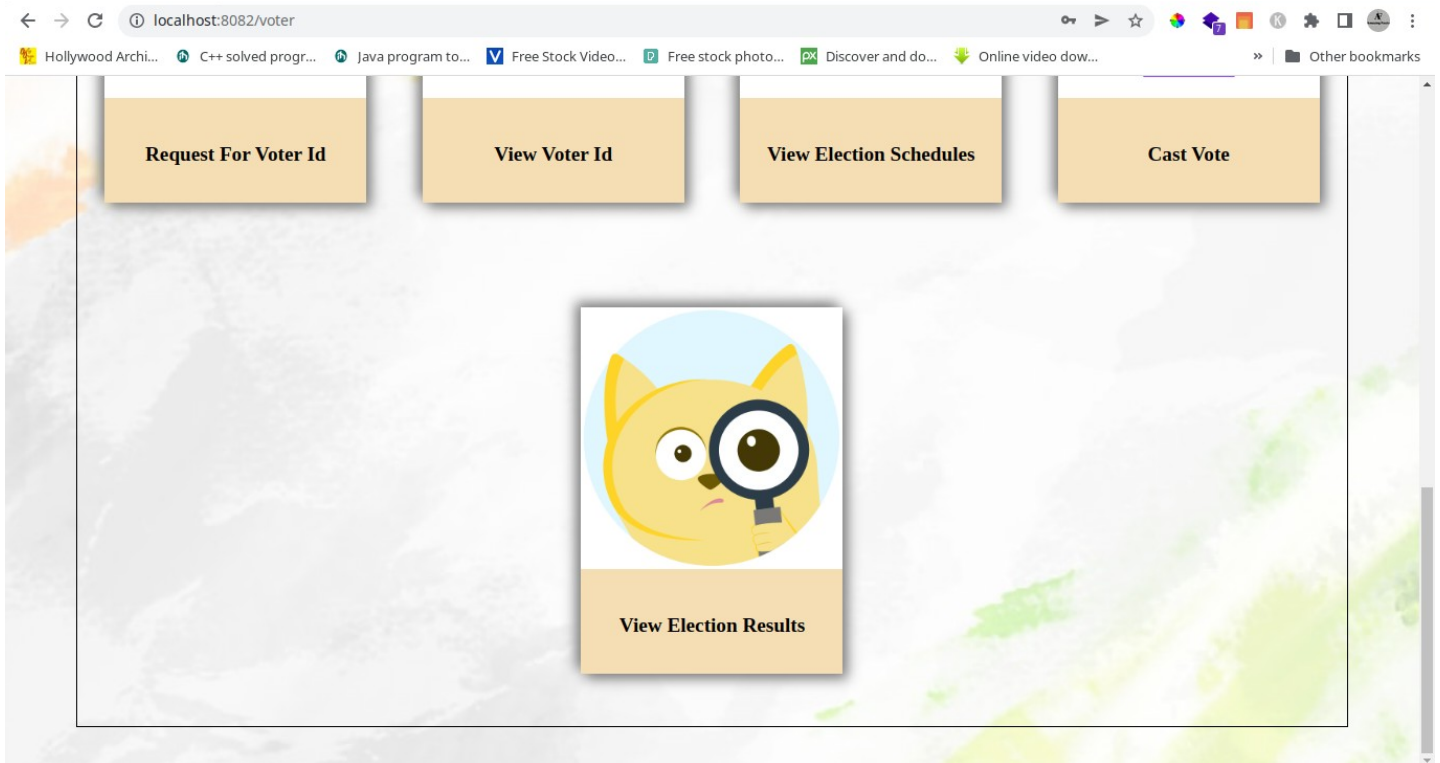 localhost:8082/voter
7
K
Hollywood Archi... C++ solved progr... Java program to... Free Stock Video... Free stock photo... Discover and do... Online video dow... » Other bookmarks
Request For Voter Id View Voter Id View Election Schedules Cast Vote
View Election Results